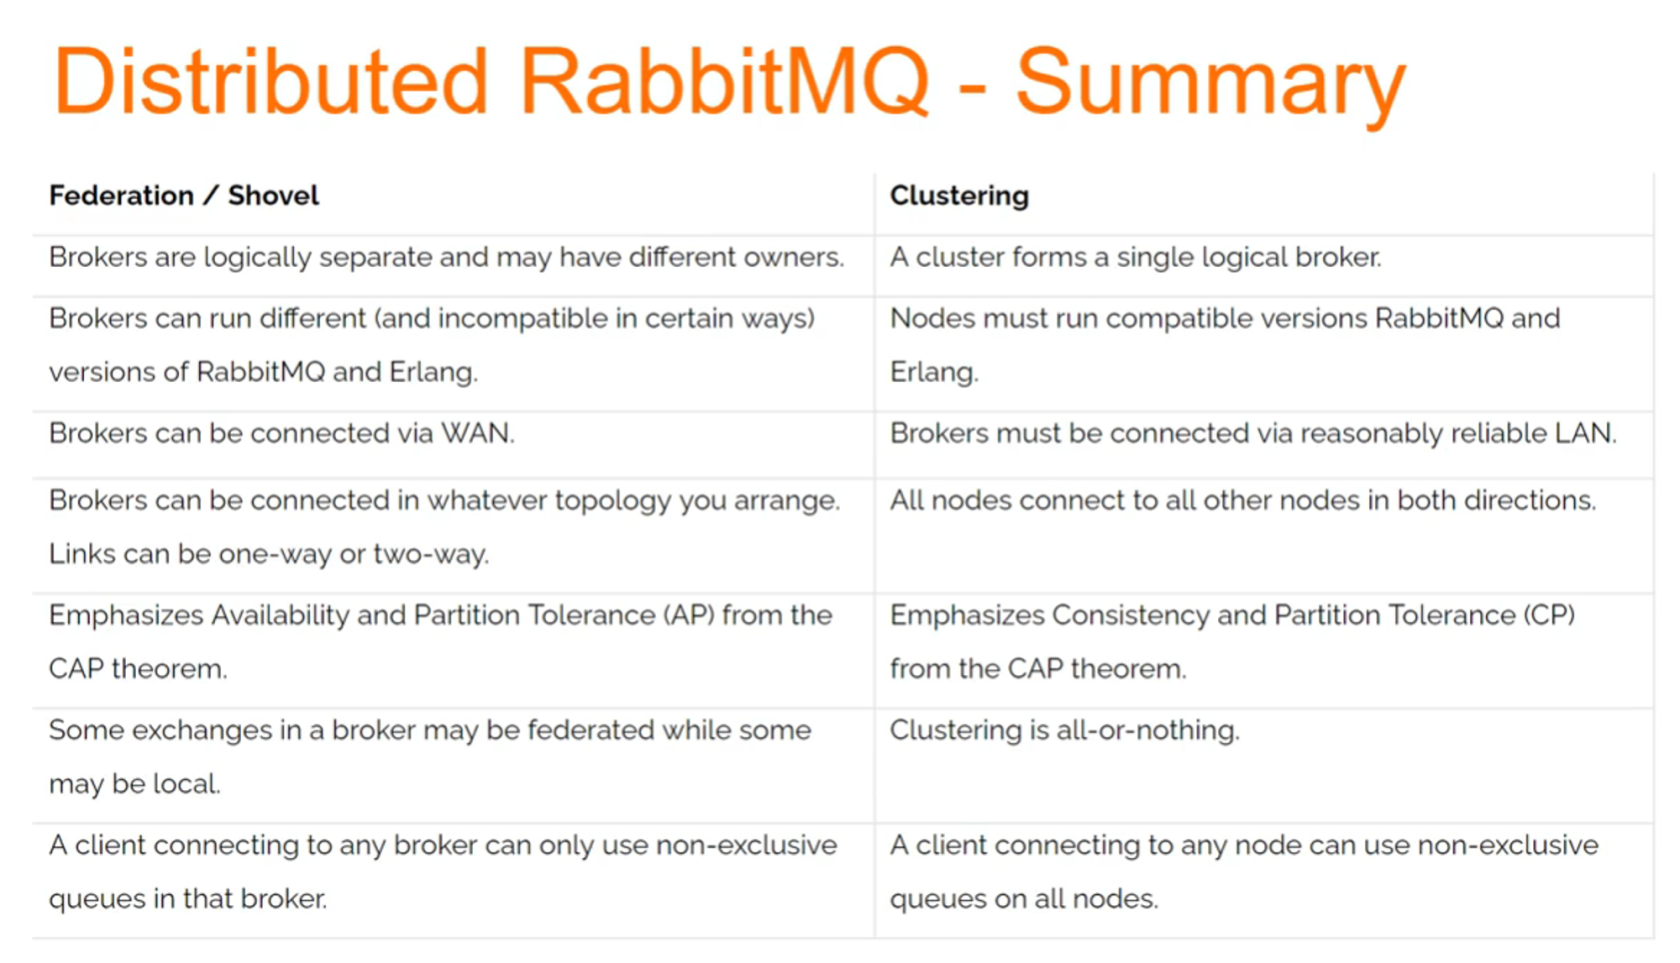 Distributed RabbitMQ - Summary
Federation / Shovel
Clustering
Brokers are logically separate and may have different owners.
A cluster forms a single logical broker.
Brokers can run different (and incompatible in certain ways)
versions of RabbitMQ and Erlang.
Nodes must run compatible versions RabbitMQ and
Erlang.
Brokers can be connected via WAN.
Brokers must be connected via reasonably reliable LAN.
Brokers can be connected in whatever topology you arrange.
Links can be one-way or two-way.
All nodes connect to all other nodes in both directions.
Emphasizes Availability and Partition Tolerance (AP) from the
CAP theorem.
Emphasizes Consistency and Partition Tolerance (CP)
from the CAP theorem.
Some exchanges in a broker may be federated while some
may be local.
Clustering is all-or-nothing.
A client connecting to any broker can only use non-exclusive
queues in that broker.
A client connecting to any node can use non-exclusive
queues on all nodes.